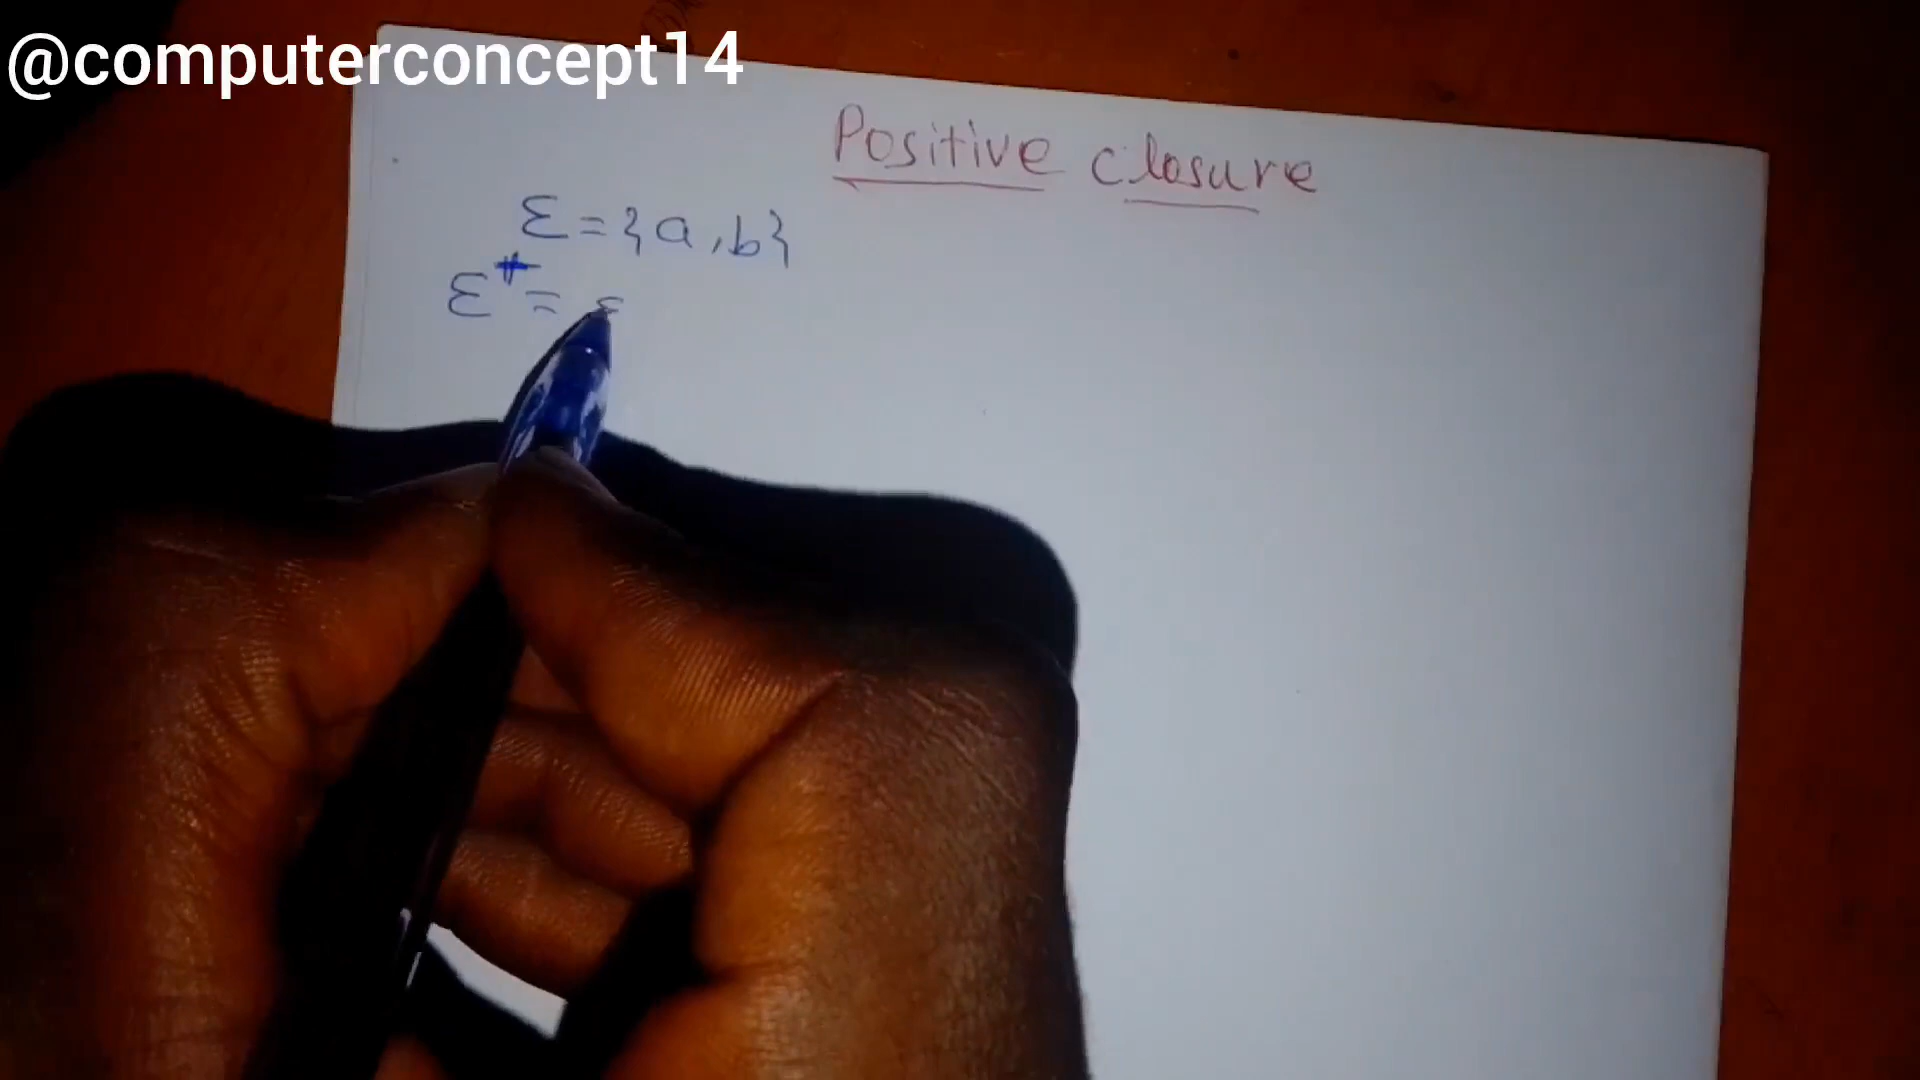 @computerconcept14
Positive closure
Σ = {a, b}
Σ⁺ = ε